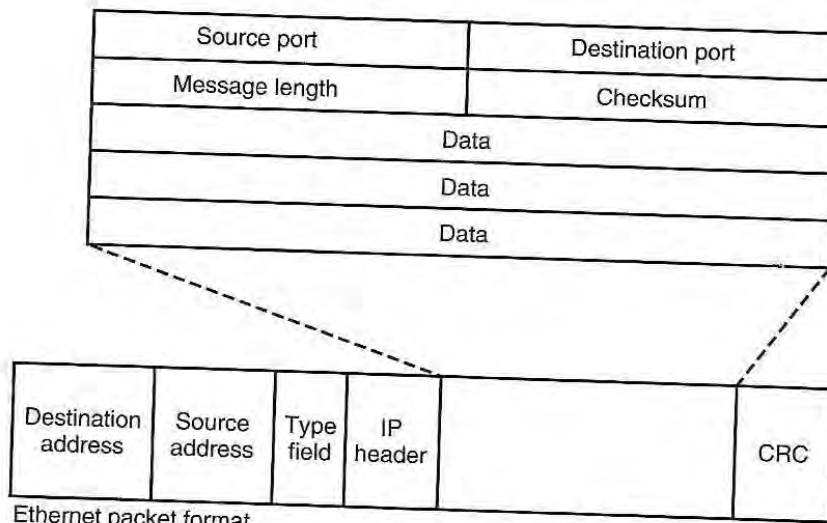 Source port
Destination port
Message length
Checksum
Data
Data
Data
Destination
address
Source
address
Type
field
IP
header
CRC
Ethernet packet format